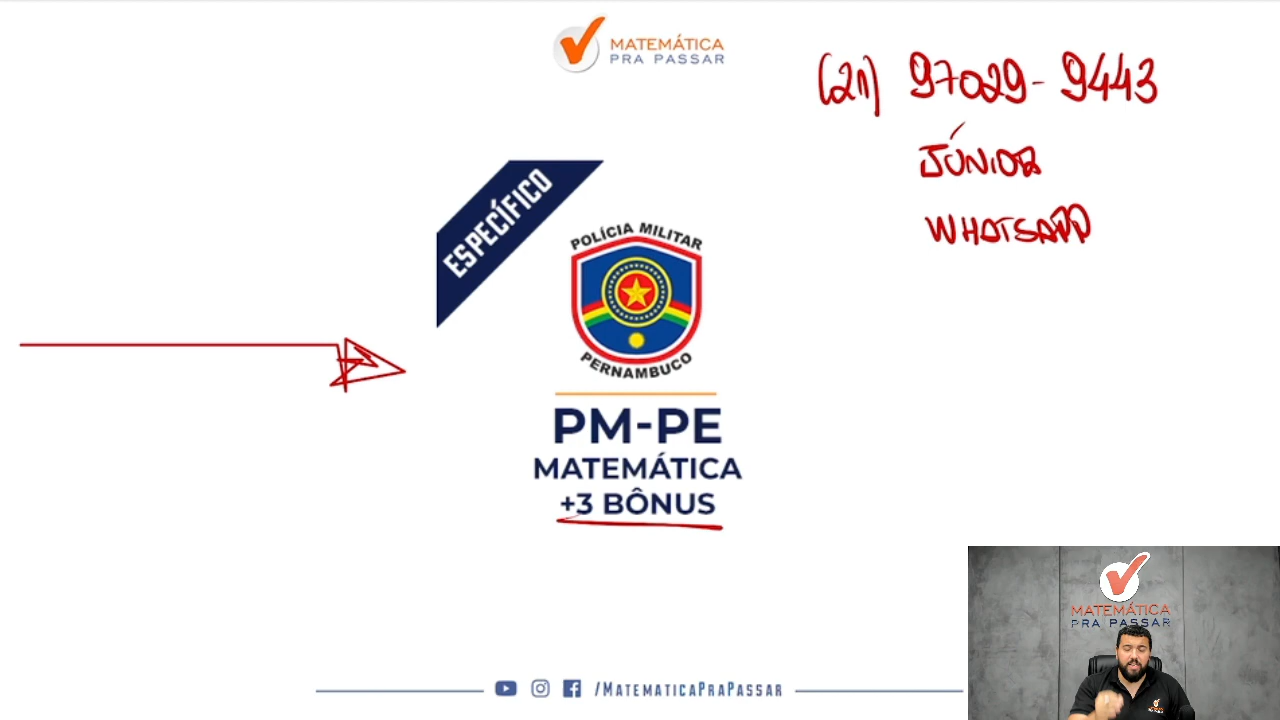 MATEMÁTICA
PRA PASSAR
(21) 97029-9443
JÚNIOR
WHATSAPP
ESPECÍFICO
POLÍCIA MILITAR
PERNAMBUCO
PM-PE
MATEMÁTICA
+3 BÔNUS
MATEMÁTICA
PRA PASSAR
/MATEMATICAPRAPASSAR